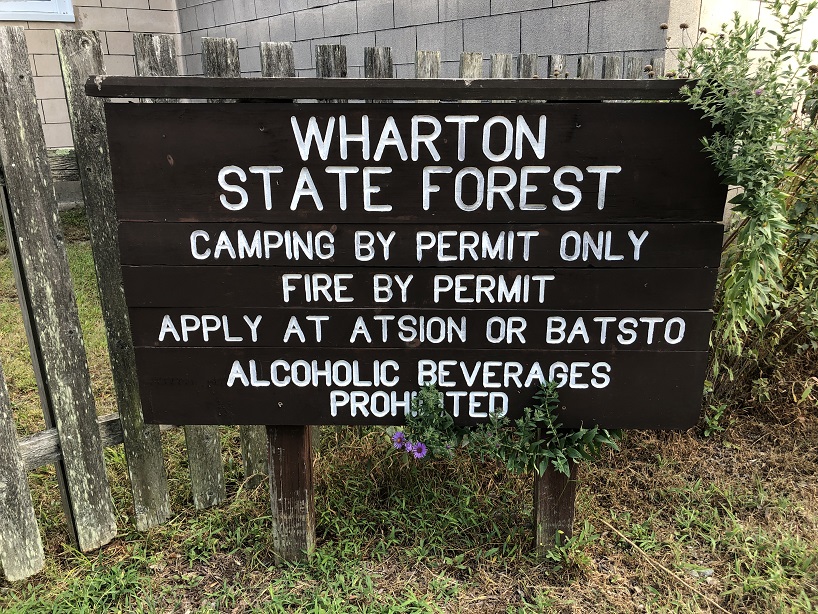 WHARTON
STATE FOREST
CAMPING BY PERMIT ONLY
FIRE BY PERMIT
APPLY AT ATSION OR BATSTO
ALCOHOLIC BEVERAGES
PROHIBITED